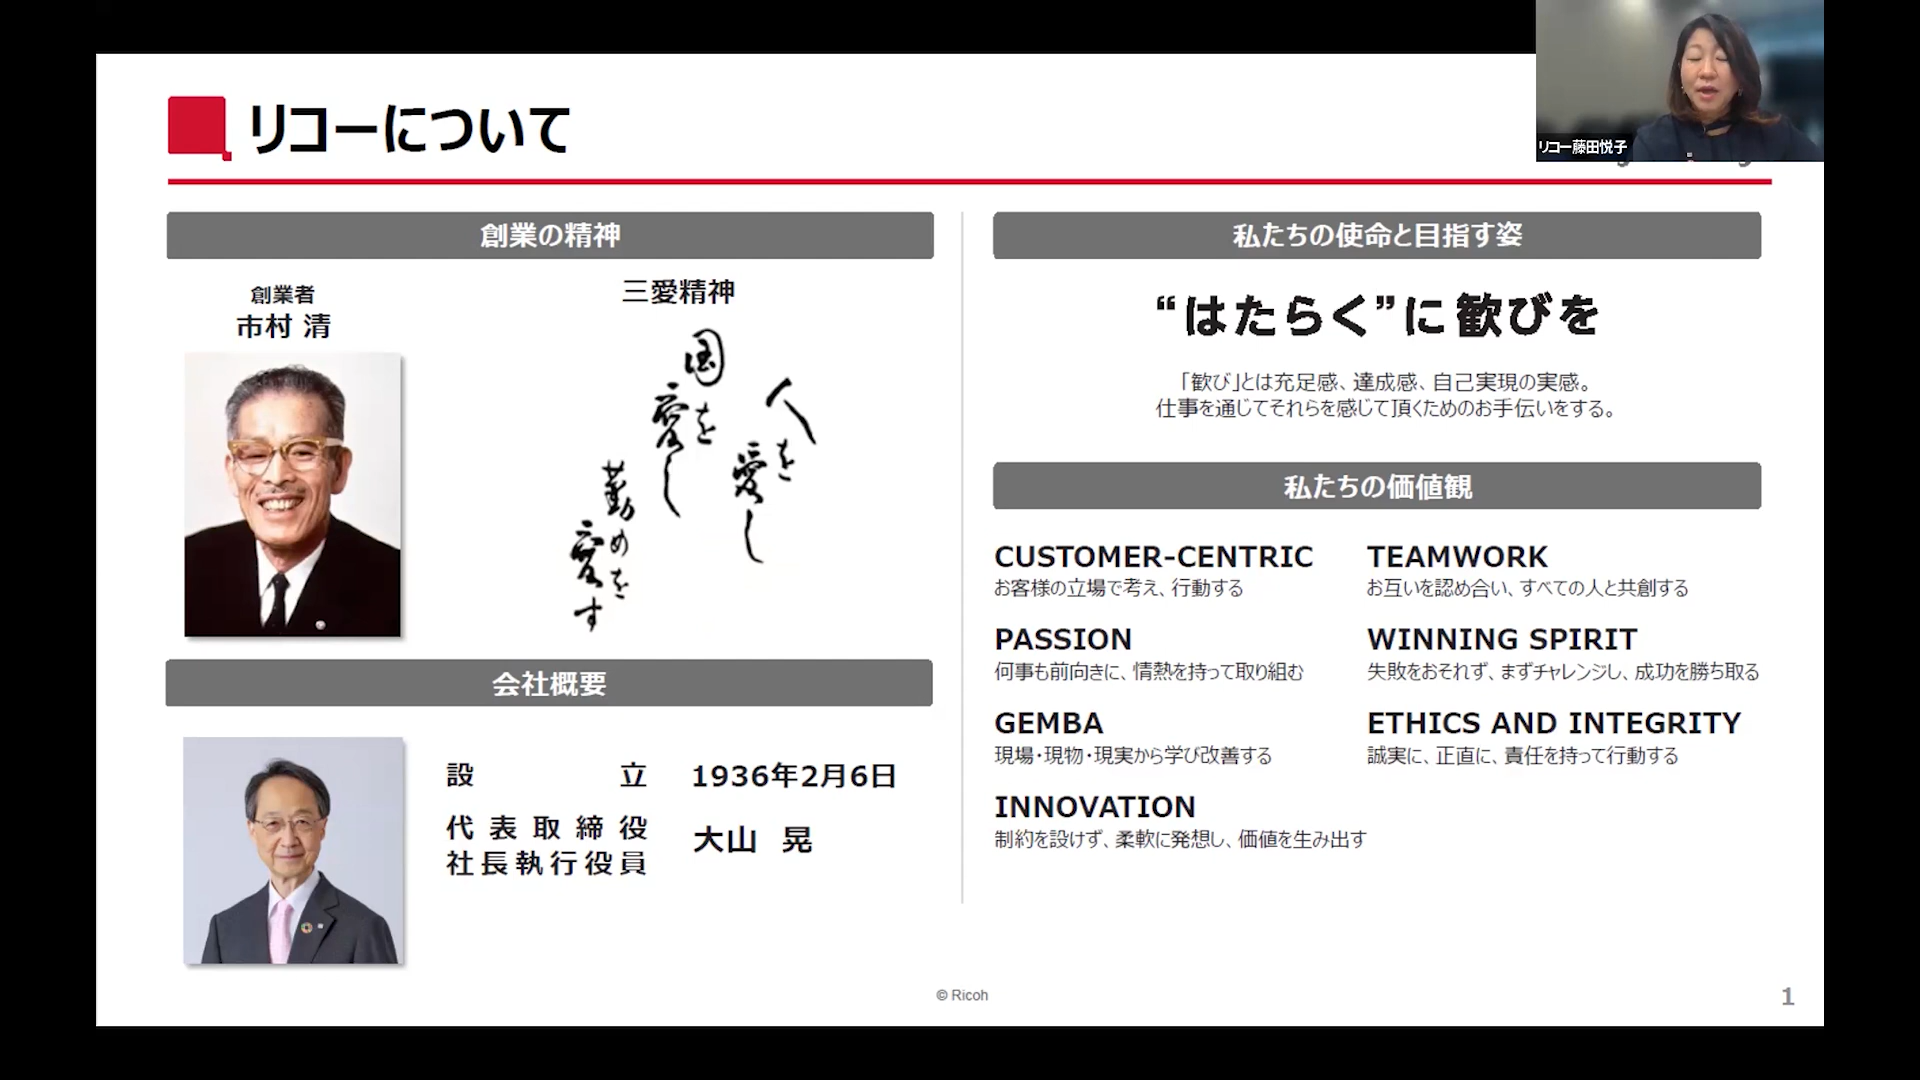 リコーについて
リコー藤田悦子
創業の精神
創業者
市村 清
三愛精神
人を愛し
国を愛し
勤めを愛す
会社概要
設立 1936年2月6日
代表取締役
社長執行役員
大山 晃
私たちの使命と目指す姿
“はたらく”に歓びを
「歓び」とは充足感、達成感、自己実現の実感。
仕事を通じてそれらを感じて頂くためのお手伝いをする。
私たちの価値観
CUSTOMER-CENTRIC
お客様の立場で考え、行動する
TEAMWORK
お互いを認め合い、すべての人と共創する
PASSION
何事も前向きに、情熱を持って取り組む
WINNING SPIRIT
失敗をおそれず、まずチャレンジし、成功を勝ち取る
GEMBA
現場・現物・現実から学び改善する
ETHICS AND INTEGRITY
誠実に、正直に、責任を持って行動する
INNOVATION
制約を設けず、柔軟に発想し、価値を生み出す
© Ricoh
1